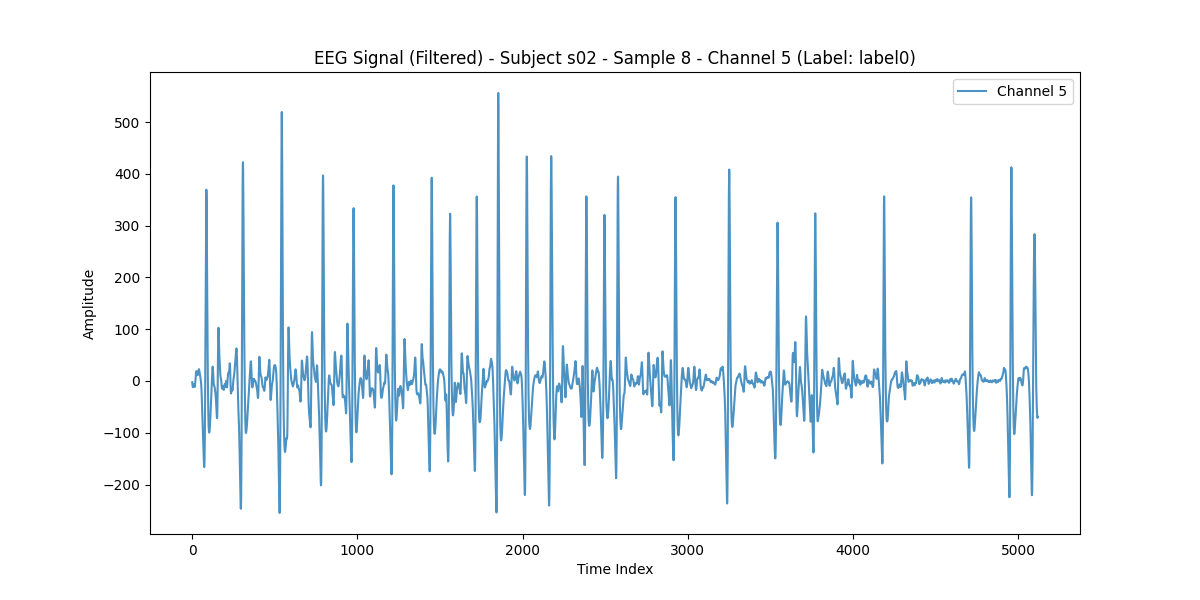 EEG Signal (Filtered) - Subject s02 - Sample 8 - Channel 5 (Label: label0)
Channel 5
500
400
300
200
100
0
−100
−200
Amplitude
0 1000 2000 3000 4000 5000
Time Index